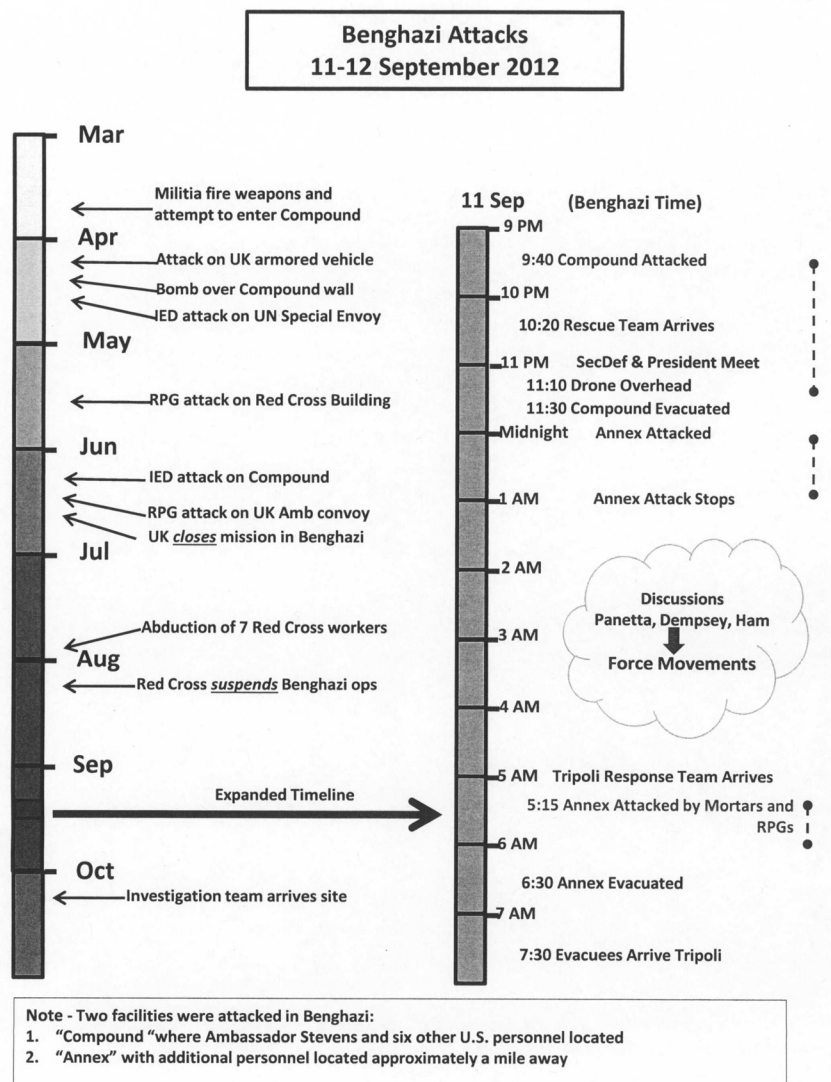 Benghazi Attacks
11-12 September 2012
Mar
Militia fire weapons and
attempt to enter Compound
Apr
Attack on UK armored vehicle
Bomb over Compound wall
IED attack on UN Special Envoy
May
RPG attack on Red Cross Building
Jun
IED attack on Compound
RPG attack on UK Amb convoy
UK closes mission in Benghazi
Jul
Abduction of 7 Red Cross workers
Aug
Red Cross suspends Benghazi ops
Sep
Expanded Timeline
Oct
Investigation team arrives site
11 Sep (Benghazi Time)
9 PM
9:40 Compound Attacked
10 PM
10:20 Rescue Team Arrives
11 PM SecDef & President Meet
11:10 Drone Overhead
11:30 Compound Evacuated
Midnight Annex Attacked
1 AM Annex Attack Stops
2 AM
Discussions
Panetta, Dempsey, Ham
3 AM
Force Movements
4 AM
5 AM Tripoli Response Team Arrives
5:15 Annex Attacked by Mortars and
RPGs
6 AM
6:30 Annex Evacuated
7 AM
7:30 Evacuees Arrive Tripoli
Note - Two facilities were attacked in Benghazi:
1. “Compound “where Ambassador Stevens and six other U.S. personnel located
2. “Annex” with additional personnel located approximately a mile away